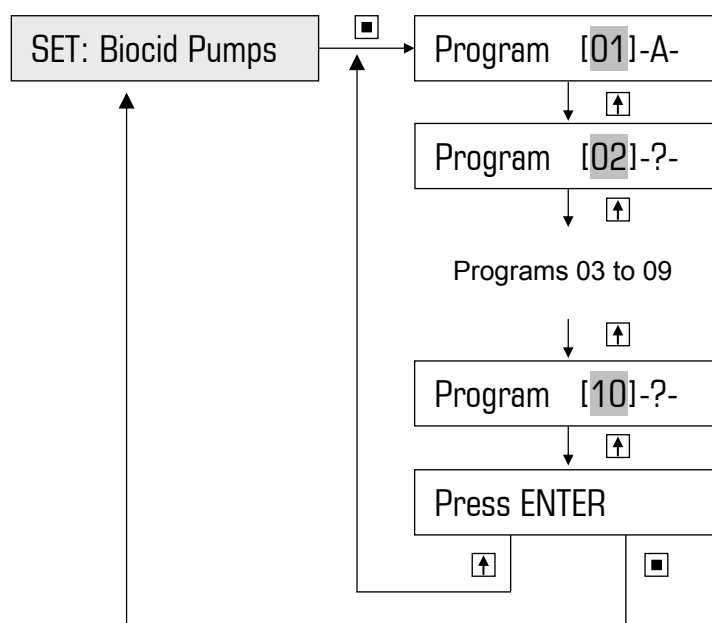 SET: Biocid Pumps
Program [01]-A-
Program [02]-?-
Programs 03 to 09
Program [10]-?-
Press ENTER